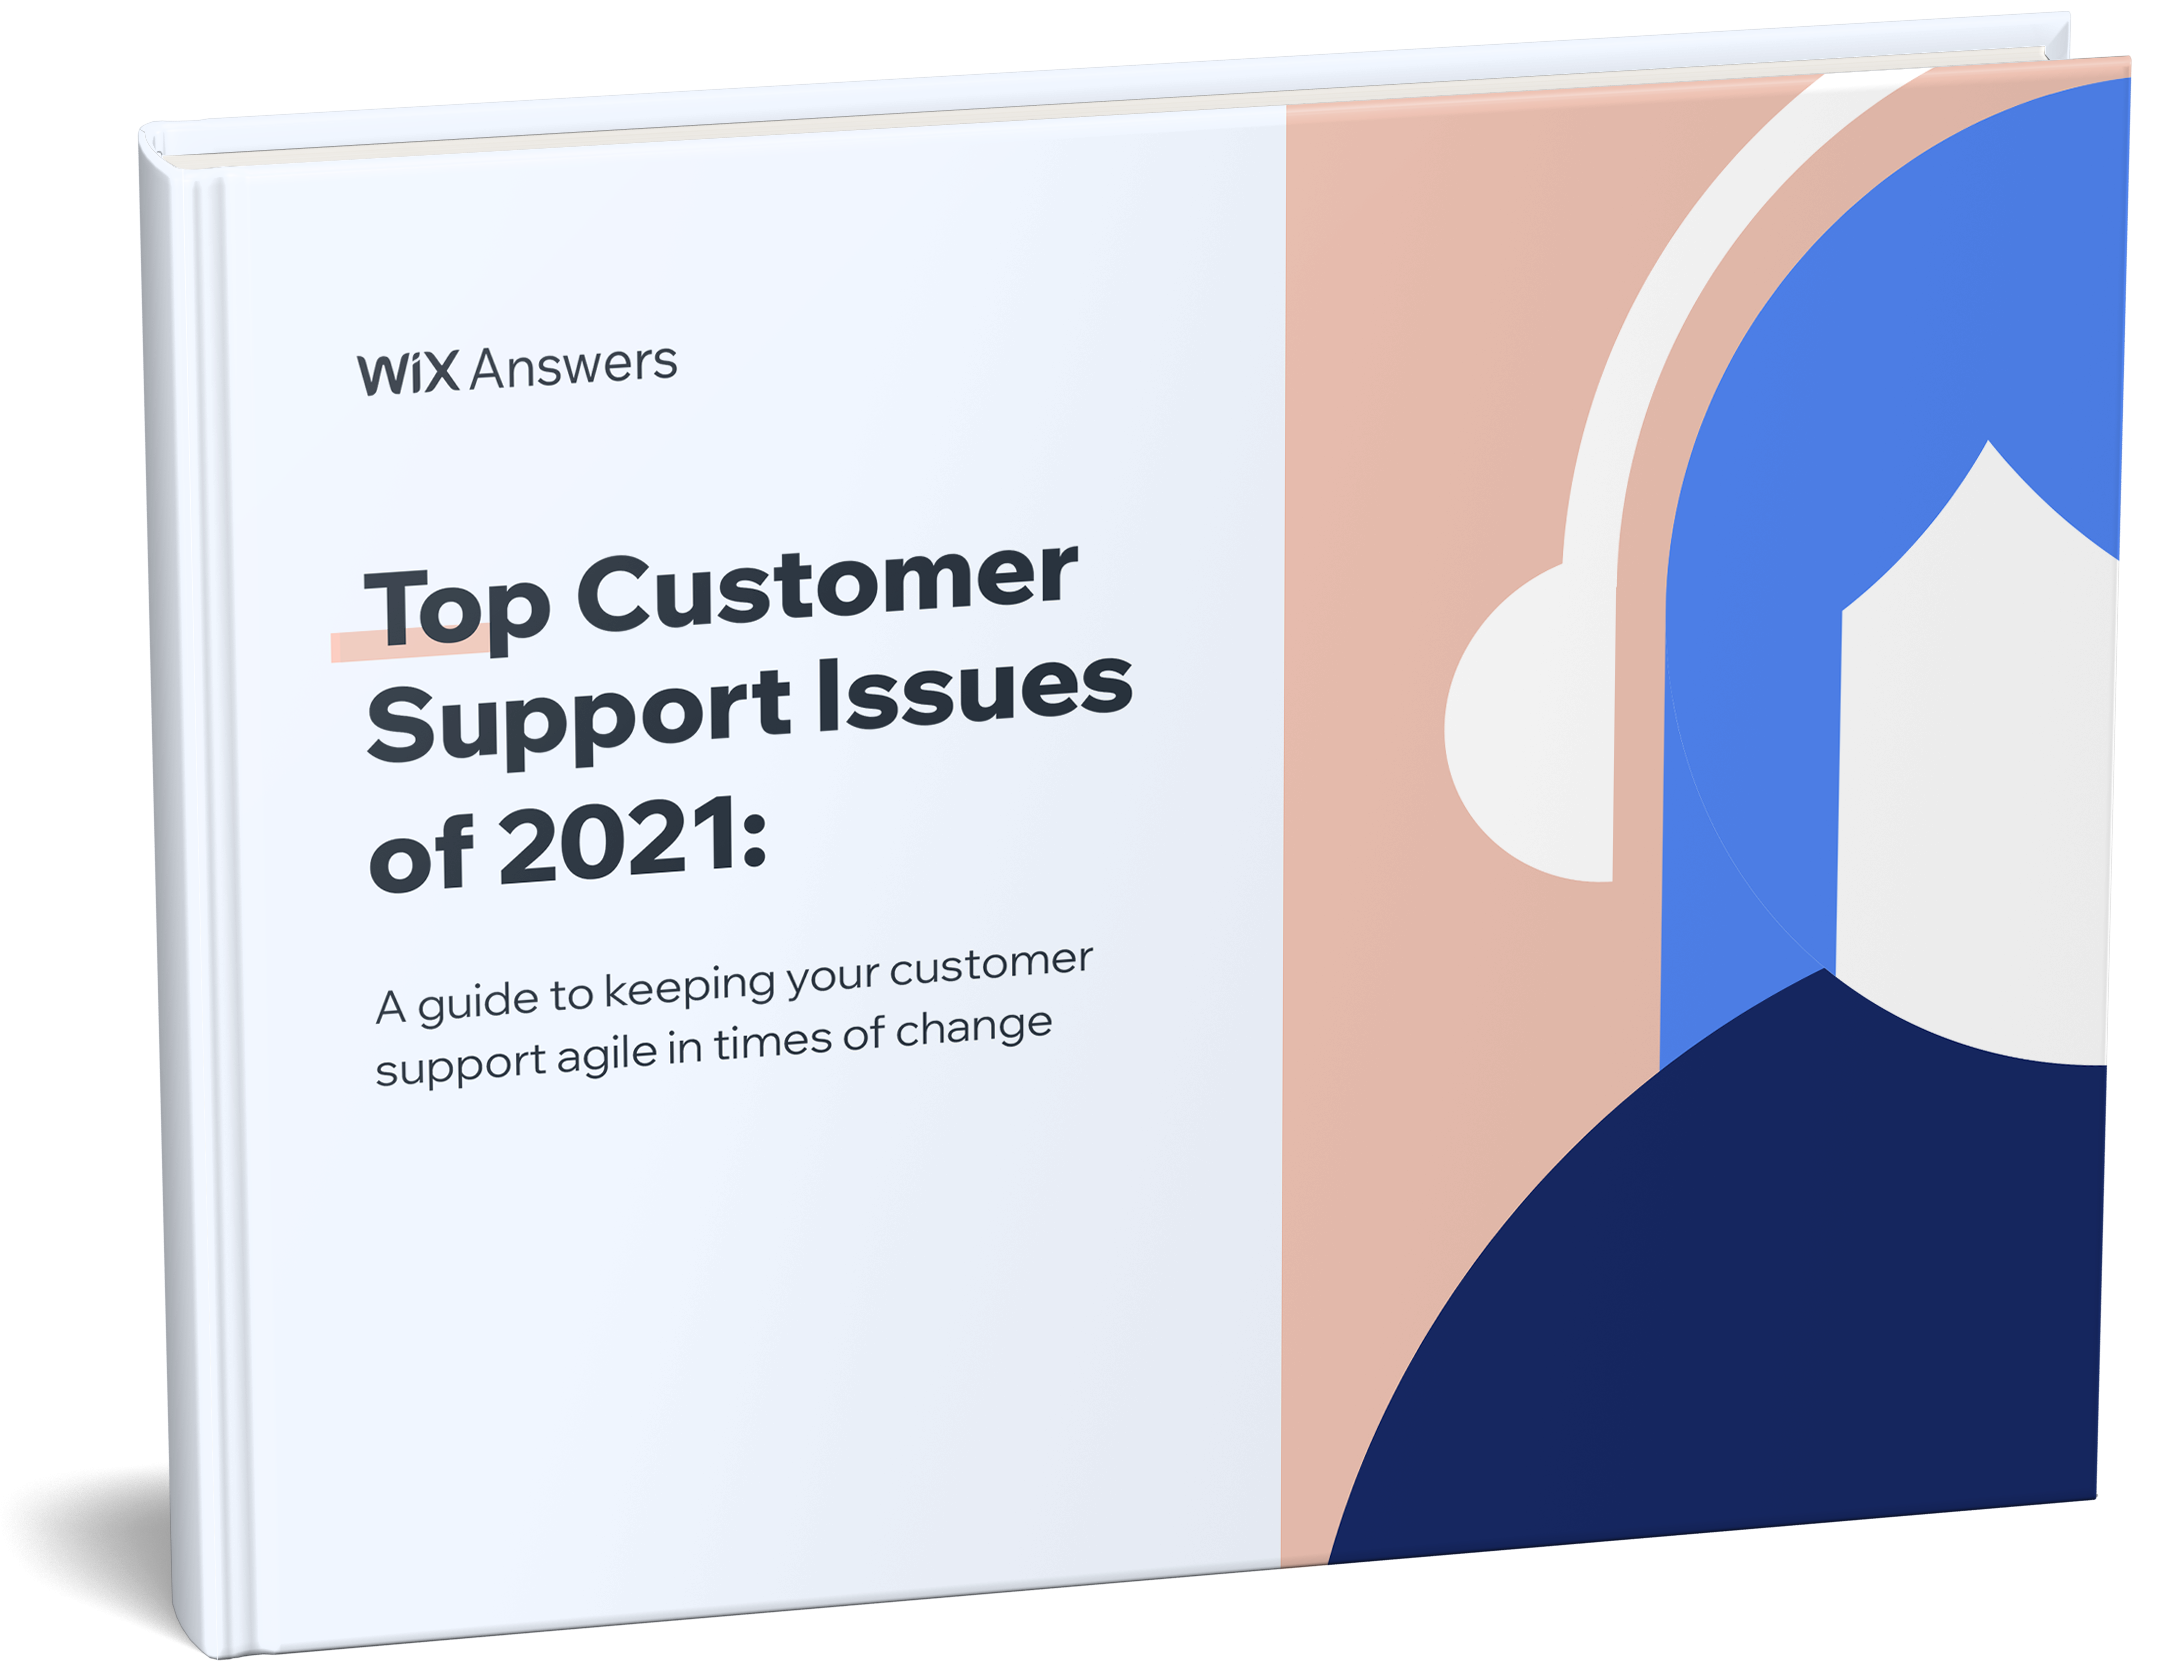 WiX Answers
Top Customer
Support Issues
of 2021:
A guide to keeping your customer
support agile in times of change